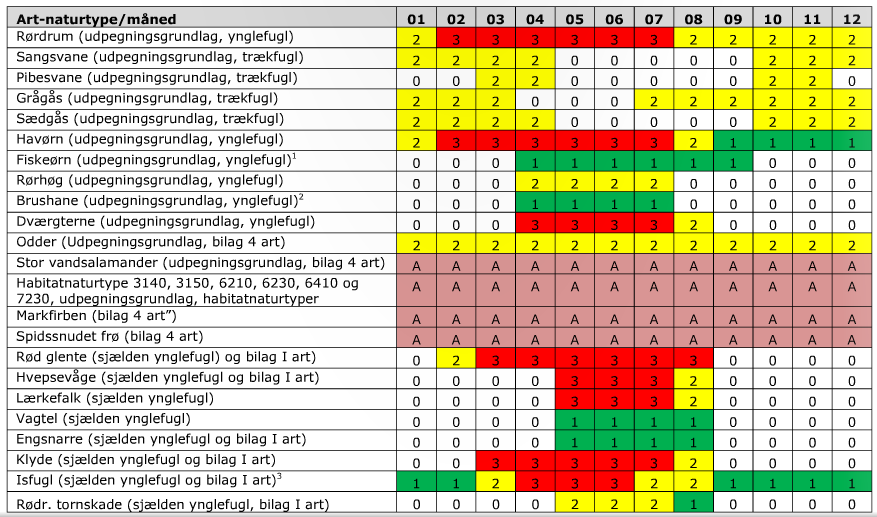 Art-naturtype/måned 01 02 03 04 05 06 07 08 09 10 11 12
Rørdrum (udpegningsgrundlag, ynglefugl) 2 3 3 3 3 3 3 2 2 2 2 2
Sangsvane (udpegningsgrundlag, trækfugl) 2 2 2 2 0 0 0 0 0 2 2 2
Pibesvane (udpegningsgrundlag, trækfugl) 0 0 2 2 0 0 0 0 0 2 2 0
Grågås (udpegningsgrundlag, trækfugl) 2 2 2 0 0 0 2 2 2 2 2 2
Sædgås (udpegningsgrundlag, trækfugl) 2 2 2 2 0 0 0 0 0 2 2 2
Havørn (udpegningsgrundlag, ynglefugl) 2 3 3 3 3 3 3 2 1 1 1 1
Fiskeørn (udpegningsgrundlag, ynglefugl)¹ 0 0 0 1 1 1 1 1 1 0 0 0
Rørhøg (udpegningsgrundlag, ynglefugl) 0 0 0 2 2 2 2 0 0 0 0 0
Brushane (udpegningsgrundlag, ynglefugl)² 0 0 0 1 1 1 1 0 0 0 0 0
Dværgterne (udpegningsgrundlag, ynglefugl) 0 0 0 3 3 3 3 2 0 0 0 0
Odder (Udpegningsgrundlag, bilag 4 art) 2 2 2 2 2 2 2 2 2 2 2 2
Stor vandsalamander (udpegningsgrundlag, bilag 4 art) A A A A A A A A A A A A
Habitatnaturtype 3140, 3150, 6210, 6230, 6410 og A A A A A A A A A A A A
7230, udpegningsgrundlag, habitatnaturtyper
Markfirben (bilag 4 art”) A A A A A A A A A A A A
Spidssnudet frø (bilag 4 art) A A A A A A A A A A A A
Rød glente (sjælden ynglefugl) og bilag I art) 0 2 3 3 3 3 3 3 0 0 0 0
Hvepsevåge (sjælden ynglefugl og bilag I art) 0 0 0 0 3 3 3 2 0 0 0 0
Lærkefalk (sjælden ynglefugl) 0 0 0 0 3 3 3 2 0 0 0 0
Vagtel (sjælden ynglefugl) 0 0 0 0 1 1 1 1 0 0 0 0
Engsnarre (sjælden ynglefugl og bilag I art) 0 0 0 0 1 1 1 1 0 0 0 0
Klyde (sjælden ynglefugl og bilag I art) 0 0 3 3 3 3 3 2 0 0 0 0
Isfugl (sjælden ynglefugl og bilag I art)³ 1 1 2 3 3 3 2 2 1 1 1 1
Rødr. tornskade (sjælden ynglefugl, bilag I art) 0 0 0 0 2 2 2 1 0 0 0 0